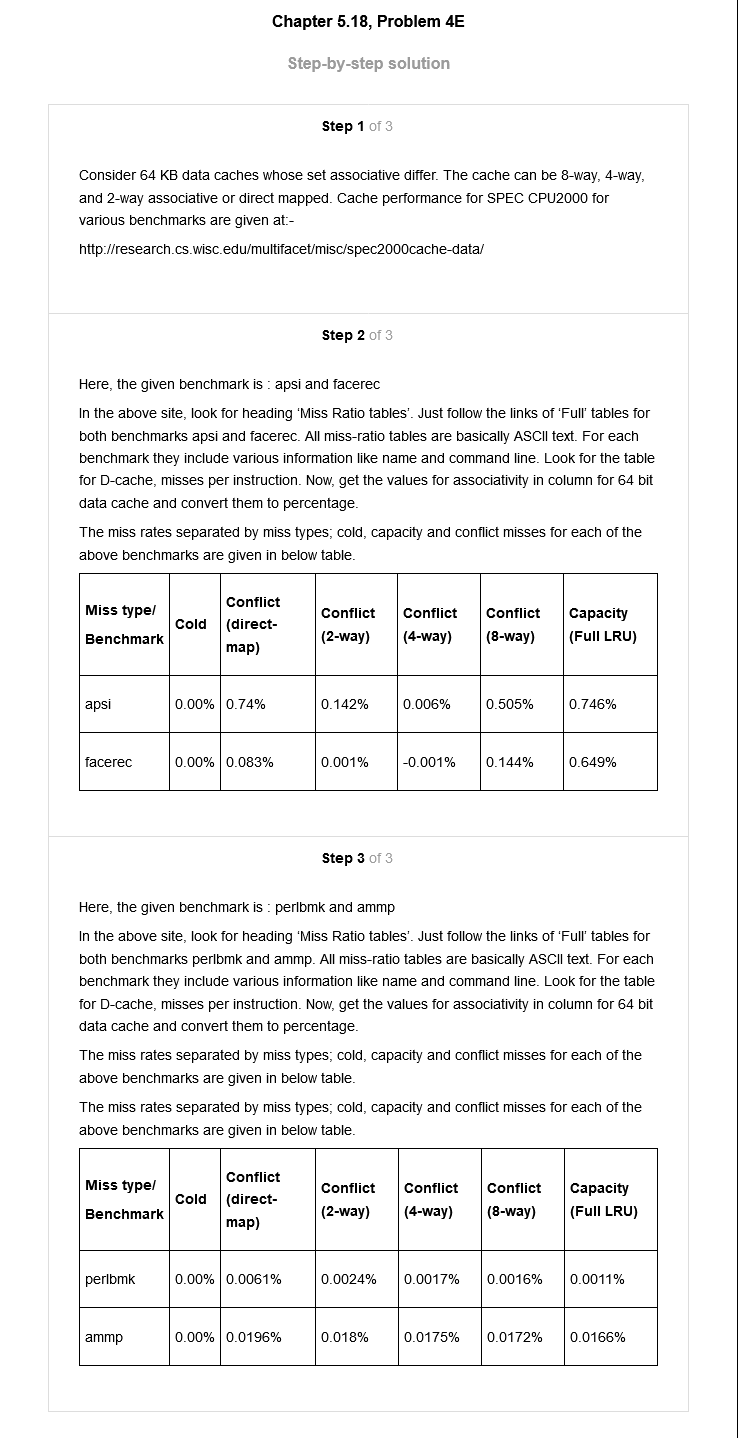 Chapter 5.18, Problem 4E
Step-by-step solution
Step 1 of 3
Consider 64 KB data caches whose set associative differ. The cache can be 8-way, 4-way,
and 2-way associative or direct mapped. Cache performance for SPEC CPU2000 for
various benchmarks are given at:-
http://research.cs.wisc.edu/multifacet/misc/spec2000cache-data/
Step 2 of 3
Here, the given benchmark is : apsi and facerec
In the above site, look for heading ‘Miss Ratio tables’. Just follow the links of ‘Full’ tables for
both benchmarks apsi and facerec. All miss-ratio tables are basically ASCII text. For each
benchmark they include various information like name and command line. Look for the table
for D-cache, misses per instruction. Now, get the values for associativity in column for 64 bit
data cache and convert them to percentage.
The miss rates separated by miss types; cold, capacity and conflict misses for each of the
above benchmarks are given in below table.
Miss type/ Benchmark Cold Conflict (direct-map) Conflict (2-way) Conflict (4-way) Conflict (8-way) Capacity (Full LRU)
apsi 0.00% 0.74% 0.142% 0.006% 0.505% 0.746%
facerec 0.00% 0.083% 0.001% -0.001% 0.144% 0.649%
Step 3 of 3
Here, the given benchmark is : perlbmk and ammp
In the above site, look for heading ‘Miss Ratio tables’. Just follow the links of ‘Full’ tables for
both benchmarks perlbmk and ammp. All miss-ratio tables are basically ASCII text. For each
benchmark they include various information like name and command line. Look for the table
for D-cache, misses per instruction. Now, get the values for associativity in column for 64 bit
data cache and convert them to percentage.
The miss rates separated by miss types; cold, capacity and conflict misses for each of the
above benchmarks are given in below table.
The miss rates separated by miss types; cold, capacity and conflict misses for each of the
above benchmarks are given in below table.
Miss type/ Benchmark Cold Conflict (direct-map) Conflict (2-way) Conflict (4-way) Conflict (8-way) Capacity (Full LRU)
perlbmk 0.00% 0.0061% 0.0024% 0.0017% 0.0016% 0.0011%
ammp 0.00% 0.0196% 0.018% 0.0175% 0.0172% 0.0166%